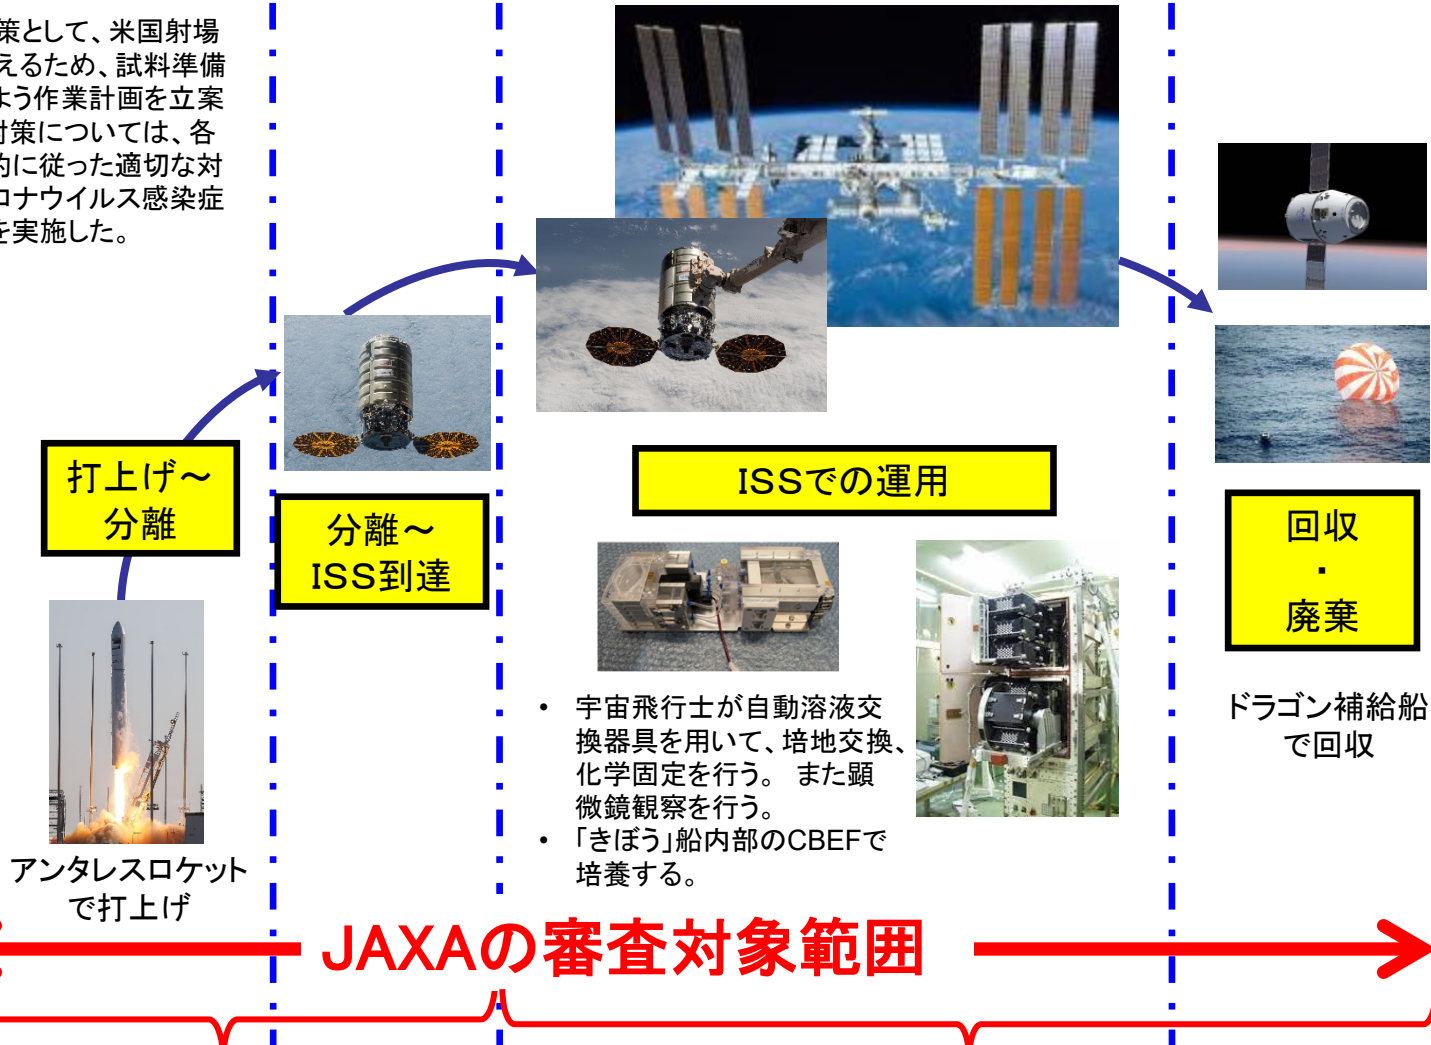 策として、米国射場
えるため、試料準備
よう作業計画を立案
対策については、各
的に従った適切な対
ロナウイルス感染症
を実施した。
打上げ～
分離
分離～
ISS到達
ISSでの運用
回収
・
廃棄
• 宇宙飛行士が自動溶液交
換器具を用いて、培地交換、
化学固定を行う。 また顕
微鏡観察を行う。
• 「きぼう」船内部のCBEFで
培養する。
ドラゴン補給船
で回収
アンタレスロケット
で打上げ
JAXAの審査対象範囲